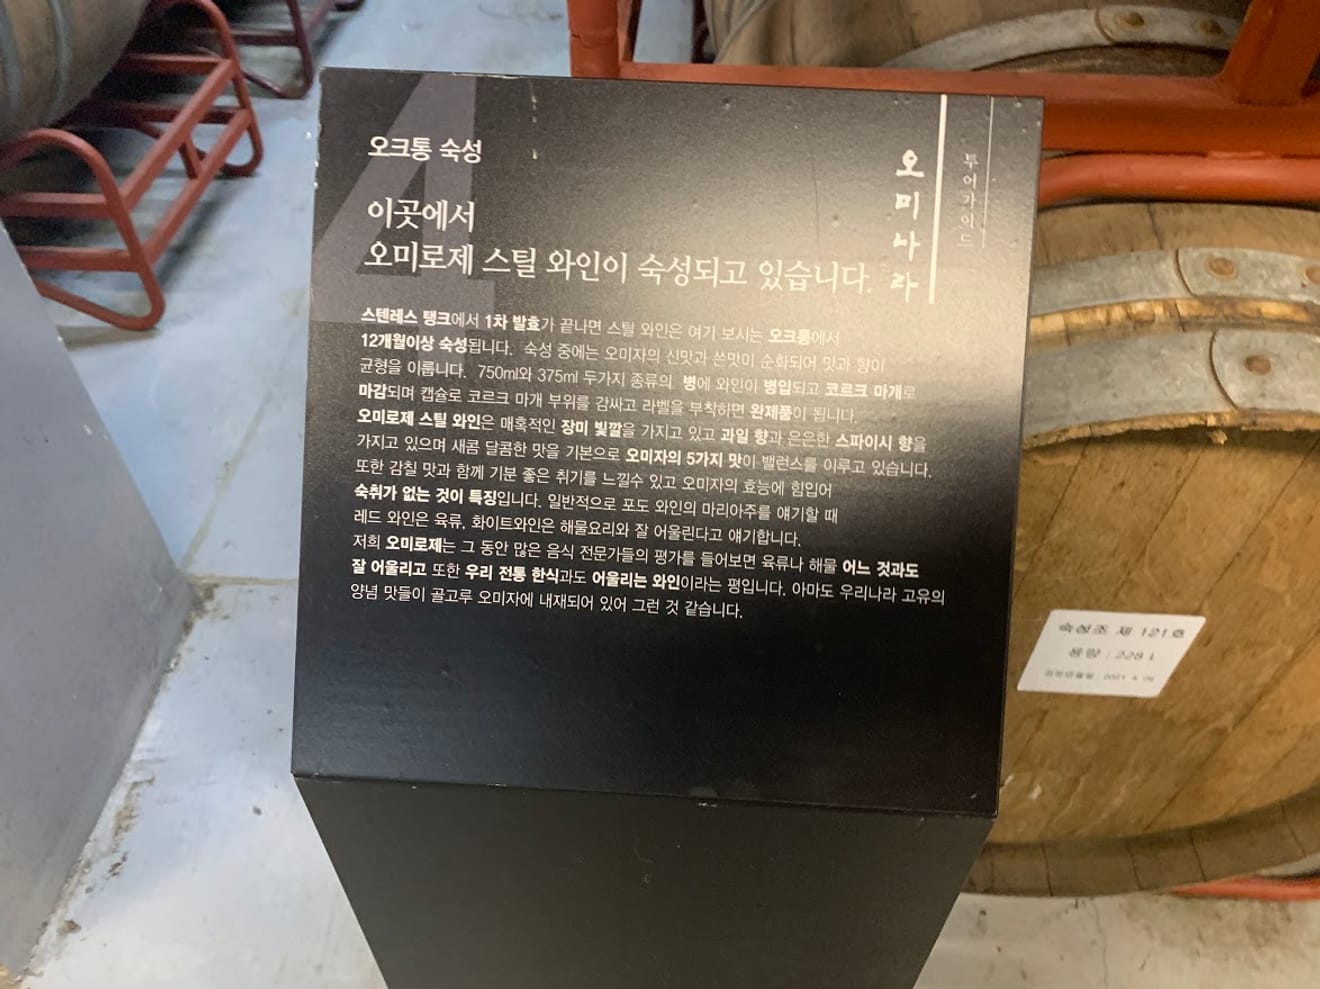 오크통 숙성
이곳에서
오미로제 스틸 와인이 숙성되고 있습니다.
오미나라
투어가이드
스텐레스 탱크에서 1차 발효가 끝나면 스틸 와인은 여기 보시는 오크통에서
12개월이상 숙성됩니다. 숙성 중에는 오미자의 신맛과 쓴맛이 순화되어 맛과 향이
균형을 이룹니다. 750ml와 375ml 두가지 종류의 병에 와인이 병입되고 코르크 마개로
마감되며 캡슐로 코르크 마개 부위를 감싸고 라벨을 부착하면 완제품이 됩니다.
오미로제 스틸 와인은 매혹적인 장미 빛깔을 가지고 있고 과일 향과 은은한 스파이시 향을
가지고 있으며 새콤 달콤한 맛을 기본으로 오미자의 5가지 맛이 밸런스를 이루고 있습니다.
또한 감칠 맛과 함께 기분 좋은 취기를 느낄수 있고 오미자의 효능에 힘입어
숙취가 없는 것이 특징입니다. 일반적으로 포도 와인의 마리아주를 얘기할 때
레드 와인은 육류, 화이트와인은 해물요리와 잘 어울린다고 얘기합니다.
저희 오미로제는 그 동안 많은 음식 전문가들의 평가를 들어보면 육류나 해물 어느 것과도
잘 어울리고 또한 우리 전통 한식과도 어울리는 와인이라는 평입니다. 아마도 우리나라 고유의
양념 맛들이 골고루 오미자에 내재되어 있어 그런 것 같습니다.
4
숙성조 제 121호
용량 : 228 L